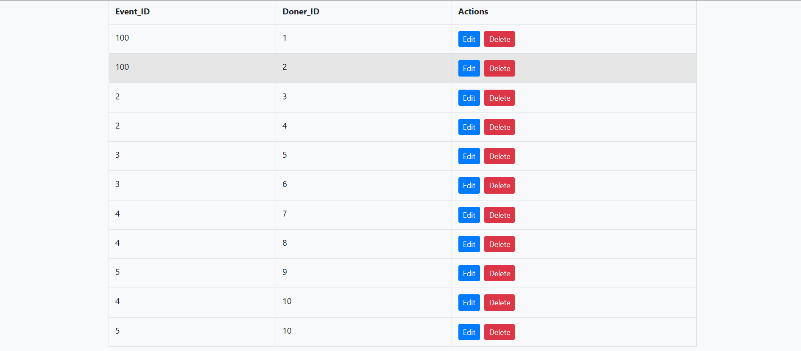 Event_ID Doner_ID Actions
100 1 Edit Delete
100 2 Edit Delete
2 3 Edit Delete
2 4 Edit Delete
3 5 Edit Delete
3 6 Edit Delete
4 7 Edit Delete
4 8 Edit Delete
5 9 Edit Delete
4 10 Edit Delete
5 10 Edit Delete